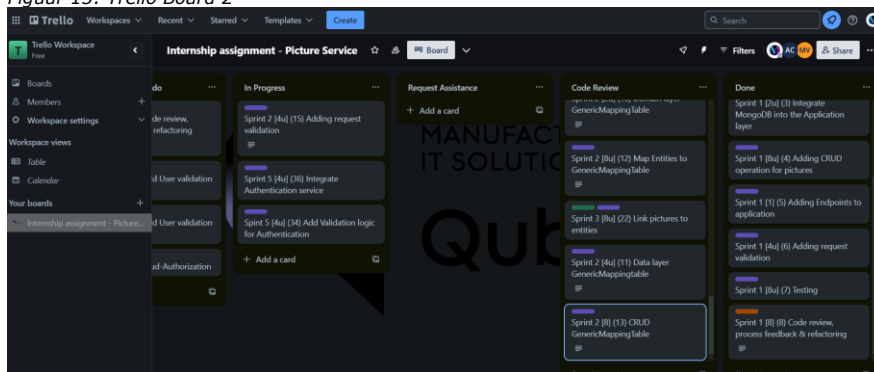 Figuur 13: Trello Board 2
Trello
Workspaces
Recent
Starred
Templates
Create
Search
T
Trello Workspace
Free
Internship assignment - Picture Service
Board
Filters
AC
MV
Share
Boards
Members
Workspace settings
Workspace views
Table
Calendar
Your boards
Internship assignment - Picture...
do
de review,
refactoring
d User validation
d User validation
ud-Authorization
In Progress
Sprint 2 [4u] (15) Adding request
validation
Sprint 5 [4u] (36) Integrate
Authentication service
Spint 5 [4u] (34) Add Validation logic
for Authentication
+ Add a card
Request Assistance
+ Add a card
MANUFACT
IT SOLUTIO
Qub
Code Review
GenericMappingTable
Sprint 2 [8u] (12) Map Entities to
GenericMappingTable
Sprint 3 [8u] (22) Link pictures to
entities
Sprint 2 [4u] (11) Data layer
GenericMappingtable
Sprint 2 [8] (13) CRUD
GenericMappingTable
Done
Sprint 1 [2u] (3) Integrate
MongoDB into the Application
layer
Sprint 1 [8u] (4) Adding CRUD
operation for pictures
Sprint 1 [1] (5) Adding Endpoints to
application
Sprint 1 [4u] (6) Adding request
validation
Sprint 1 [8u] (7) Testing
Sprint 1 [8] (8) Code review,
process feedback & refactoring